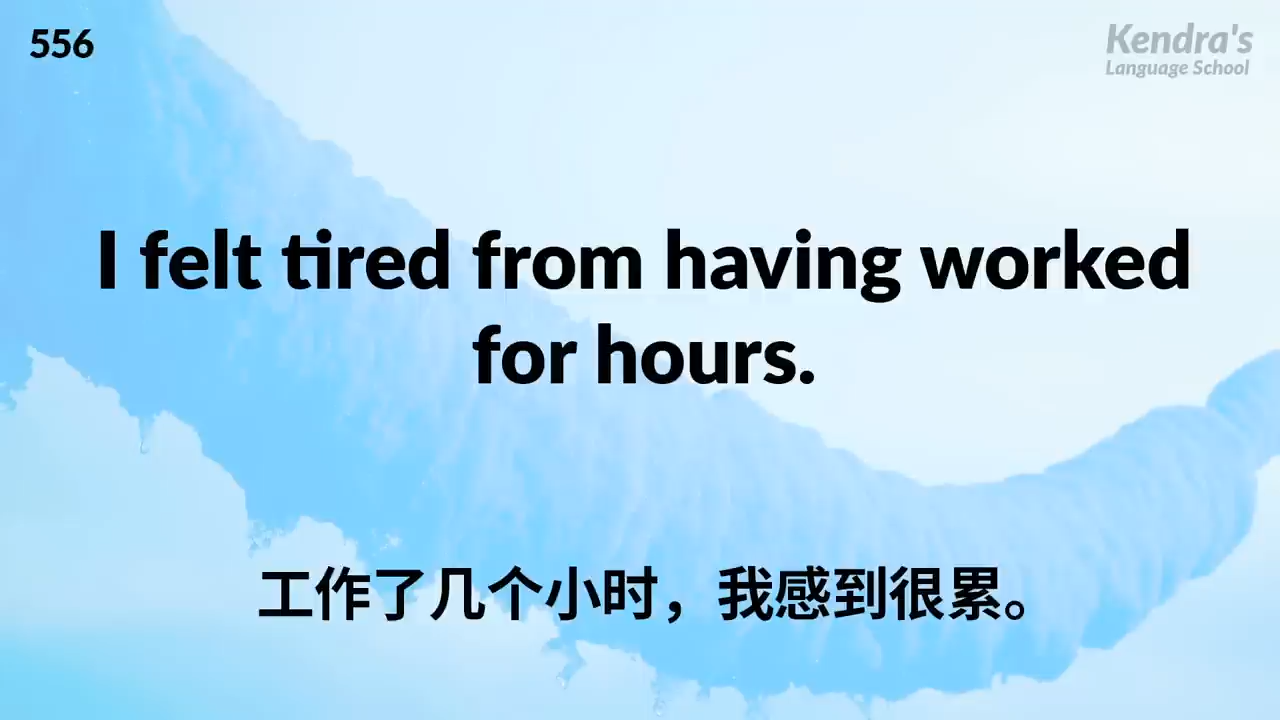 556
Kendra's
Language School
I felt tired from having worked
for hours.
工作了几个小时，我感到很累。